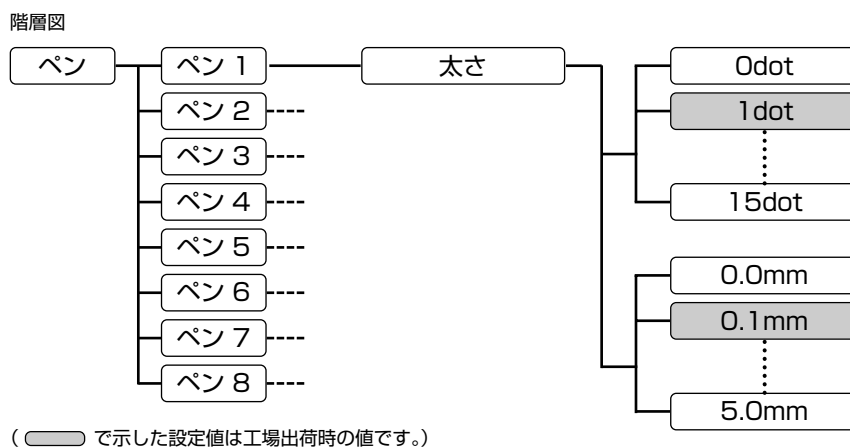 階層図
ペン ペン 1 太さ 0dot
ペン 2 1dot
ペン 3
ペン 4 15dot
ペン 5
ペン 6 0.0mm
ペン 7 0.1mm
ペン 8
5.0mm
( で示した設定値は工場出荷時の値です。)